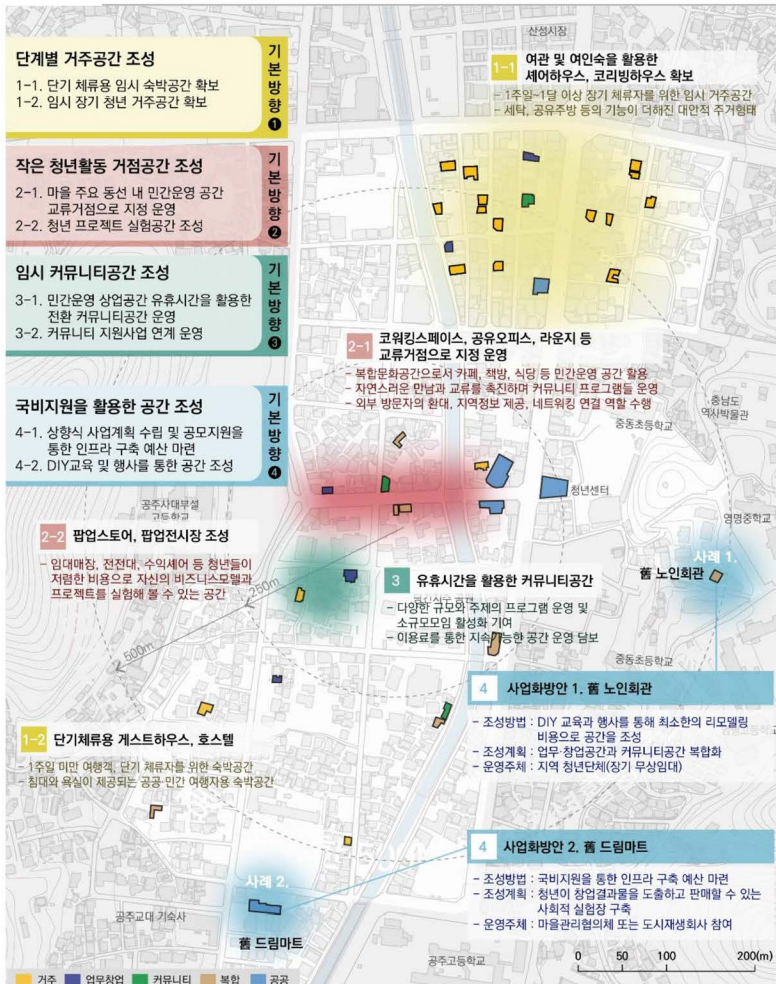 산성시장
단계별 거주공간 조성
1-1. 단기 체류용 임시 숙박공간 확보
1-2. 임시 장기 청년 거주공간 확보
기본방향 ❶
작은 청년활동 거점공간 조성
2-1. 마을 주요 동선 내 민간운영 공간
교류거점으로 지정 운영
2-2. 청년 프로젝트 실험공간 조성
기본방향 ❷
임시 커뮤니티공간 조성
3-1. 민간운영 상업공간 유휴시간을 활용한
전환 커뮤니티공간 운영
3-2. 커뮤니티 지원사업 연계 운영
기본방향 ❸
국비지원을 활용한 공간 조성
4-1. 상향식 사업계획 수립 및 공모지원을
통한 인프라 구축 예산 마련
4-2. DIY교육 및 행사를 통한 공간 조성
기본방향 ❹
1-1 여관 및 여인숙을 활용한
셰어하우스, 코리빙하우스 확보
- 1주일~1달 이상 장기 체류자를 위한 임시 거주공간
- 세탁, 공유주방 등의 기능이 더해진 대안적 주거형태
2-1 코워킹스페이스, 공유오피스, 라운지 등
교류거점으로 지정 운영
- 복합문화공간으로서 카페, 책방, 식당 등 민간운영 공간 활용
- 자연스러운 만남과 교류를 촉진하며 커뮤니티 프로그램들 운영
- 외부 방문자의 환대, 지역정보 제공, 네트워킹 연결 역할 수행
충남도
역사박물관
중동초등학교
청년센터
공주사대부설
고등학교
영명중학교
2-2 팝업스토어, 팝업전시장 조성
- 임대매장, 전전대, 수익셰어 등 청년들이
저렴한 비용으로 자신의 비즈니스모델과
프로젝트를 실험해 볼 수 있는 공간
250m
500m
사례 1.
舊 노인회관
3 유휴시간을 활용한 커뮤니티공간
- 다양한 규모와 주제의 프로그램 운영 및
소규모모임 활성화 기여
- 이용료를 통한 지속가능한 공간 운영 담보
중동초등학교
4 사업화방안 1. 舊 노인회관
- 조성방법 : DIY 교육과 행사를 통해 최소한의 리모델링
비용으로 공간을 조성
- 조성계획 : 업무·창업공간과 커뮤니티공간 복합화
- 운영주체 : 지역 청년단체(장기 무상임대)
1-2 단기체류용 게스트하우스, 호스텔
- 1주일 미만 여행객, 단기 체류자를 위한 숙박공간
- 침대와 욕실이 제공되는 공공·민간 여행자용 숙박공간
4 사업화방안 2. 舊 드림마트
- 조성방법 : 국비지원을 통한 인프라 구축 예산 마련
- 조성계획 : 청년이 창업결과물을 도출하고 판매할 수 있는
사회적 실험장 구축
- 운영주체 : 마을관리협의체 또는 도시재생회사 참여
사례 2.
舊 드림마트
공주교대 기숙사
공주고등학교
거주 업무창업 커뮤니티 복합 공공
0 50 100 200(m)